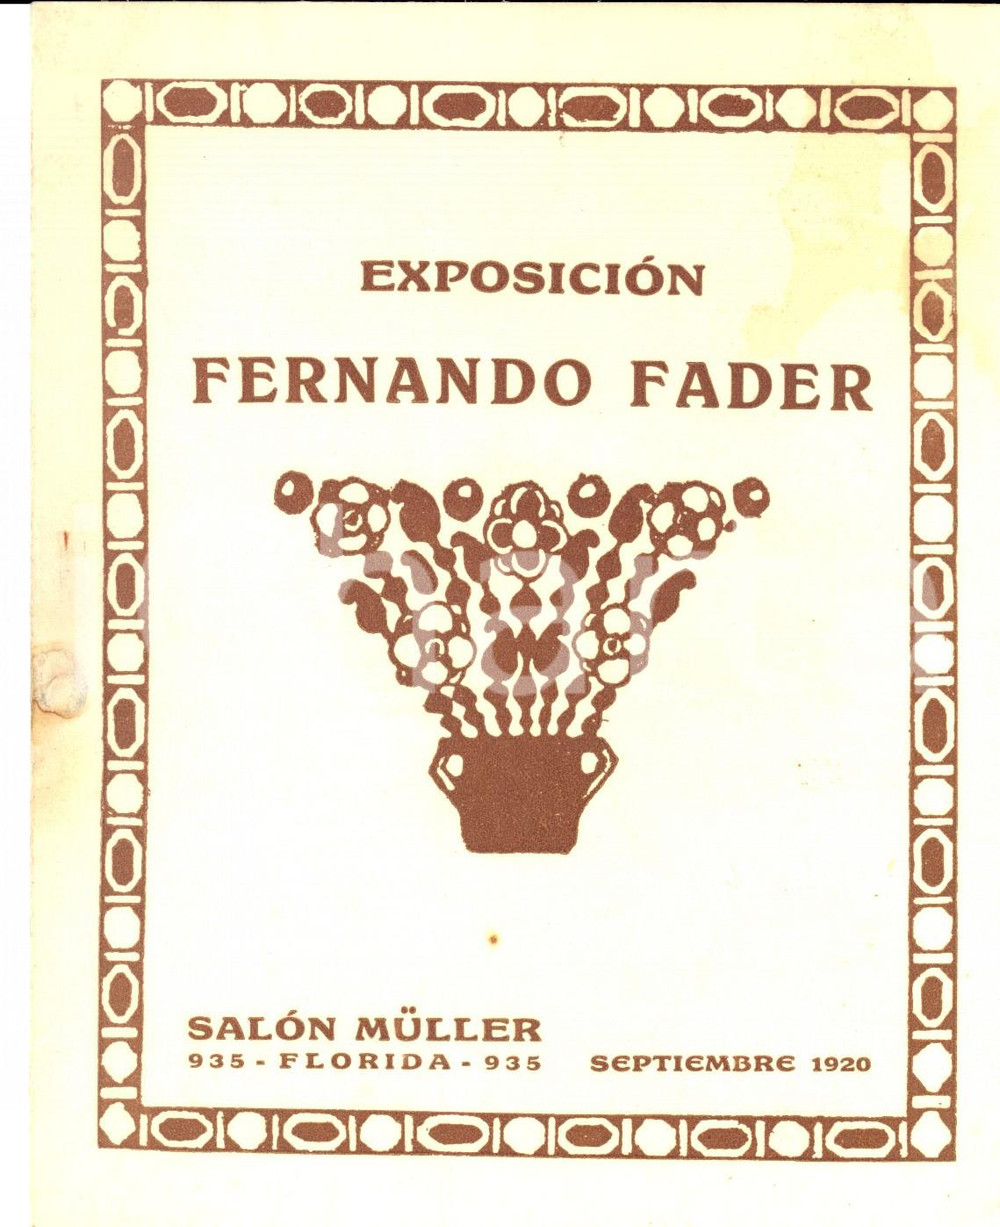 EXPOSICIÓN
FERNANDO FADER
SALÓN MÜLLER
935 - FLORIDA - 935 SEPTIEMBRE 1920